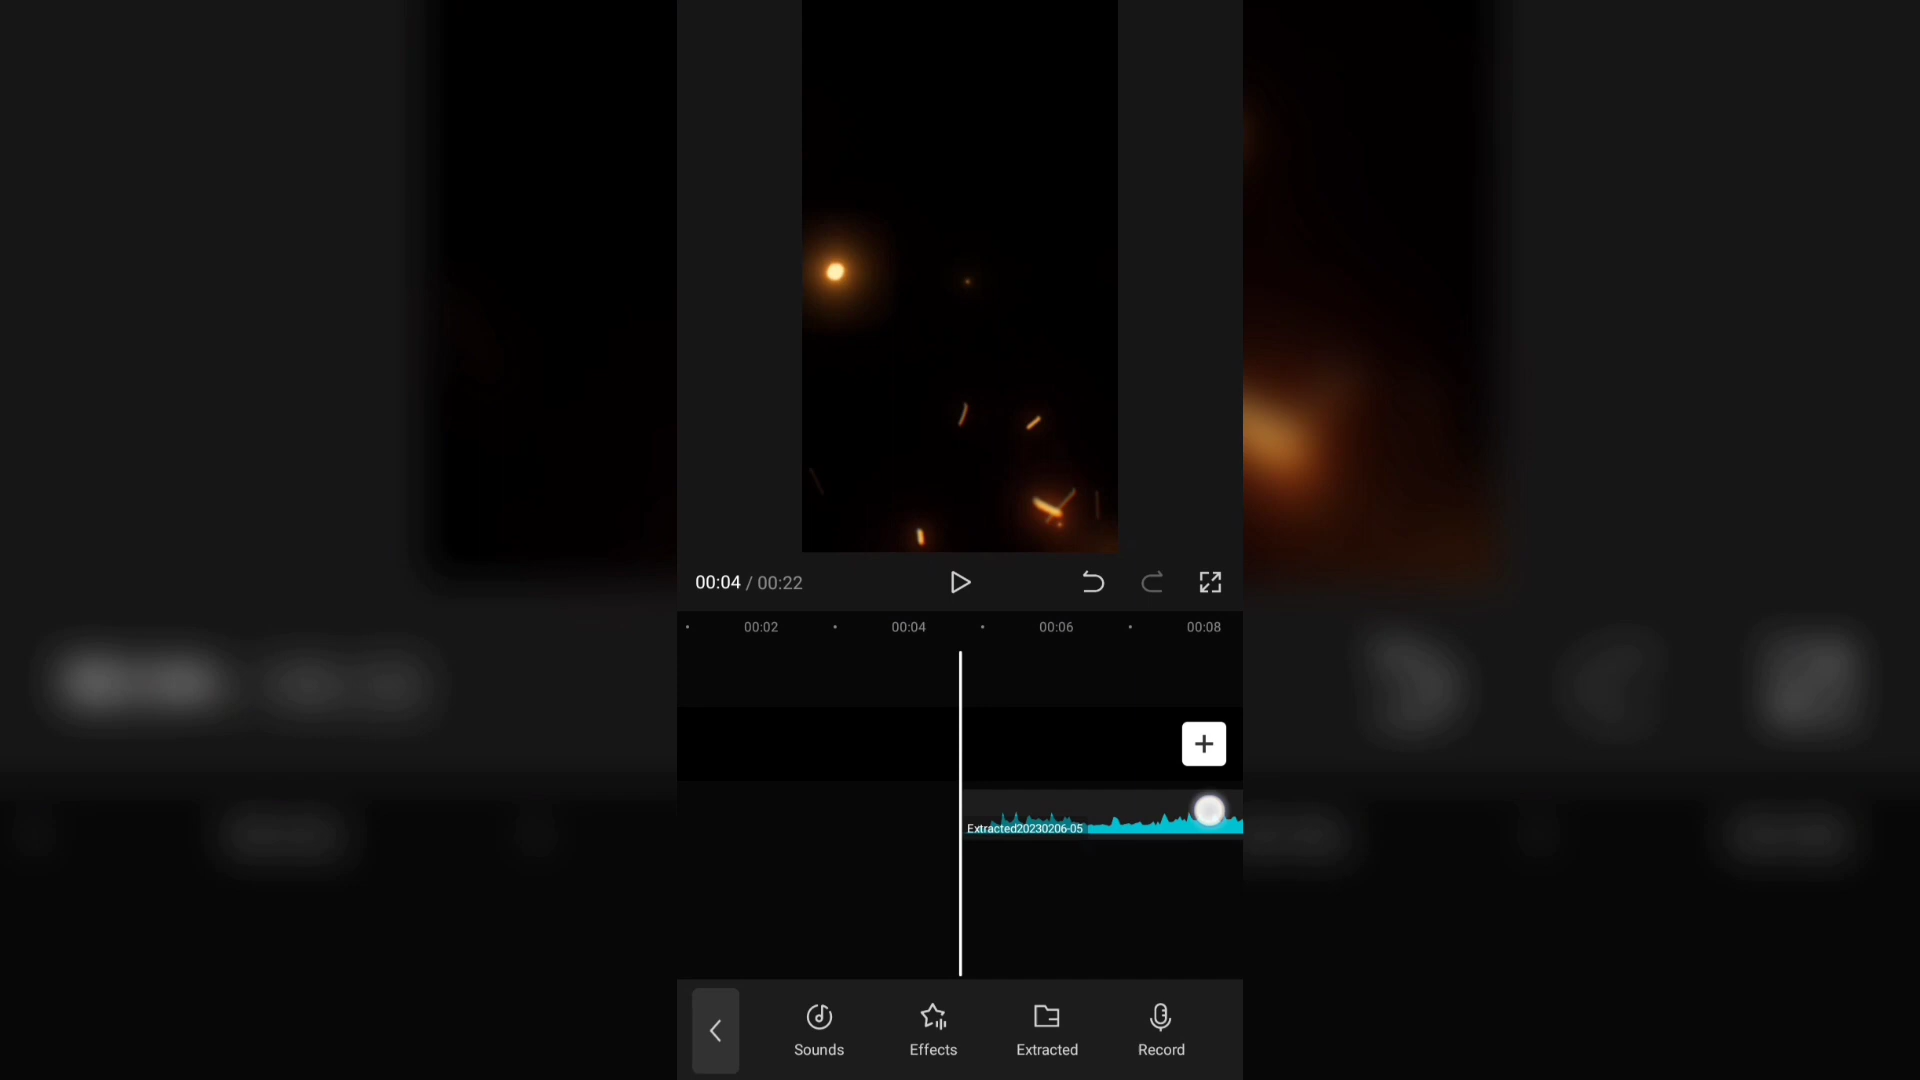 00:04 / 00:22
00:02 00:04 00:06 00:08
Extracted20230206-05
Sounds Effects Extracted Record